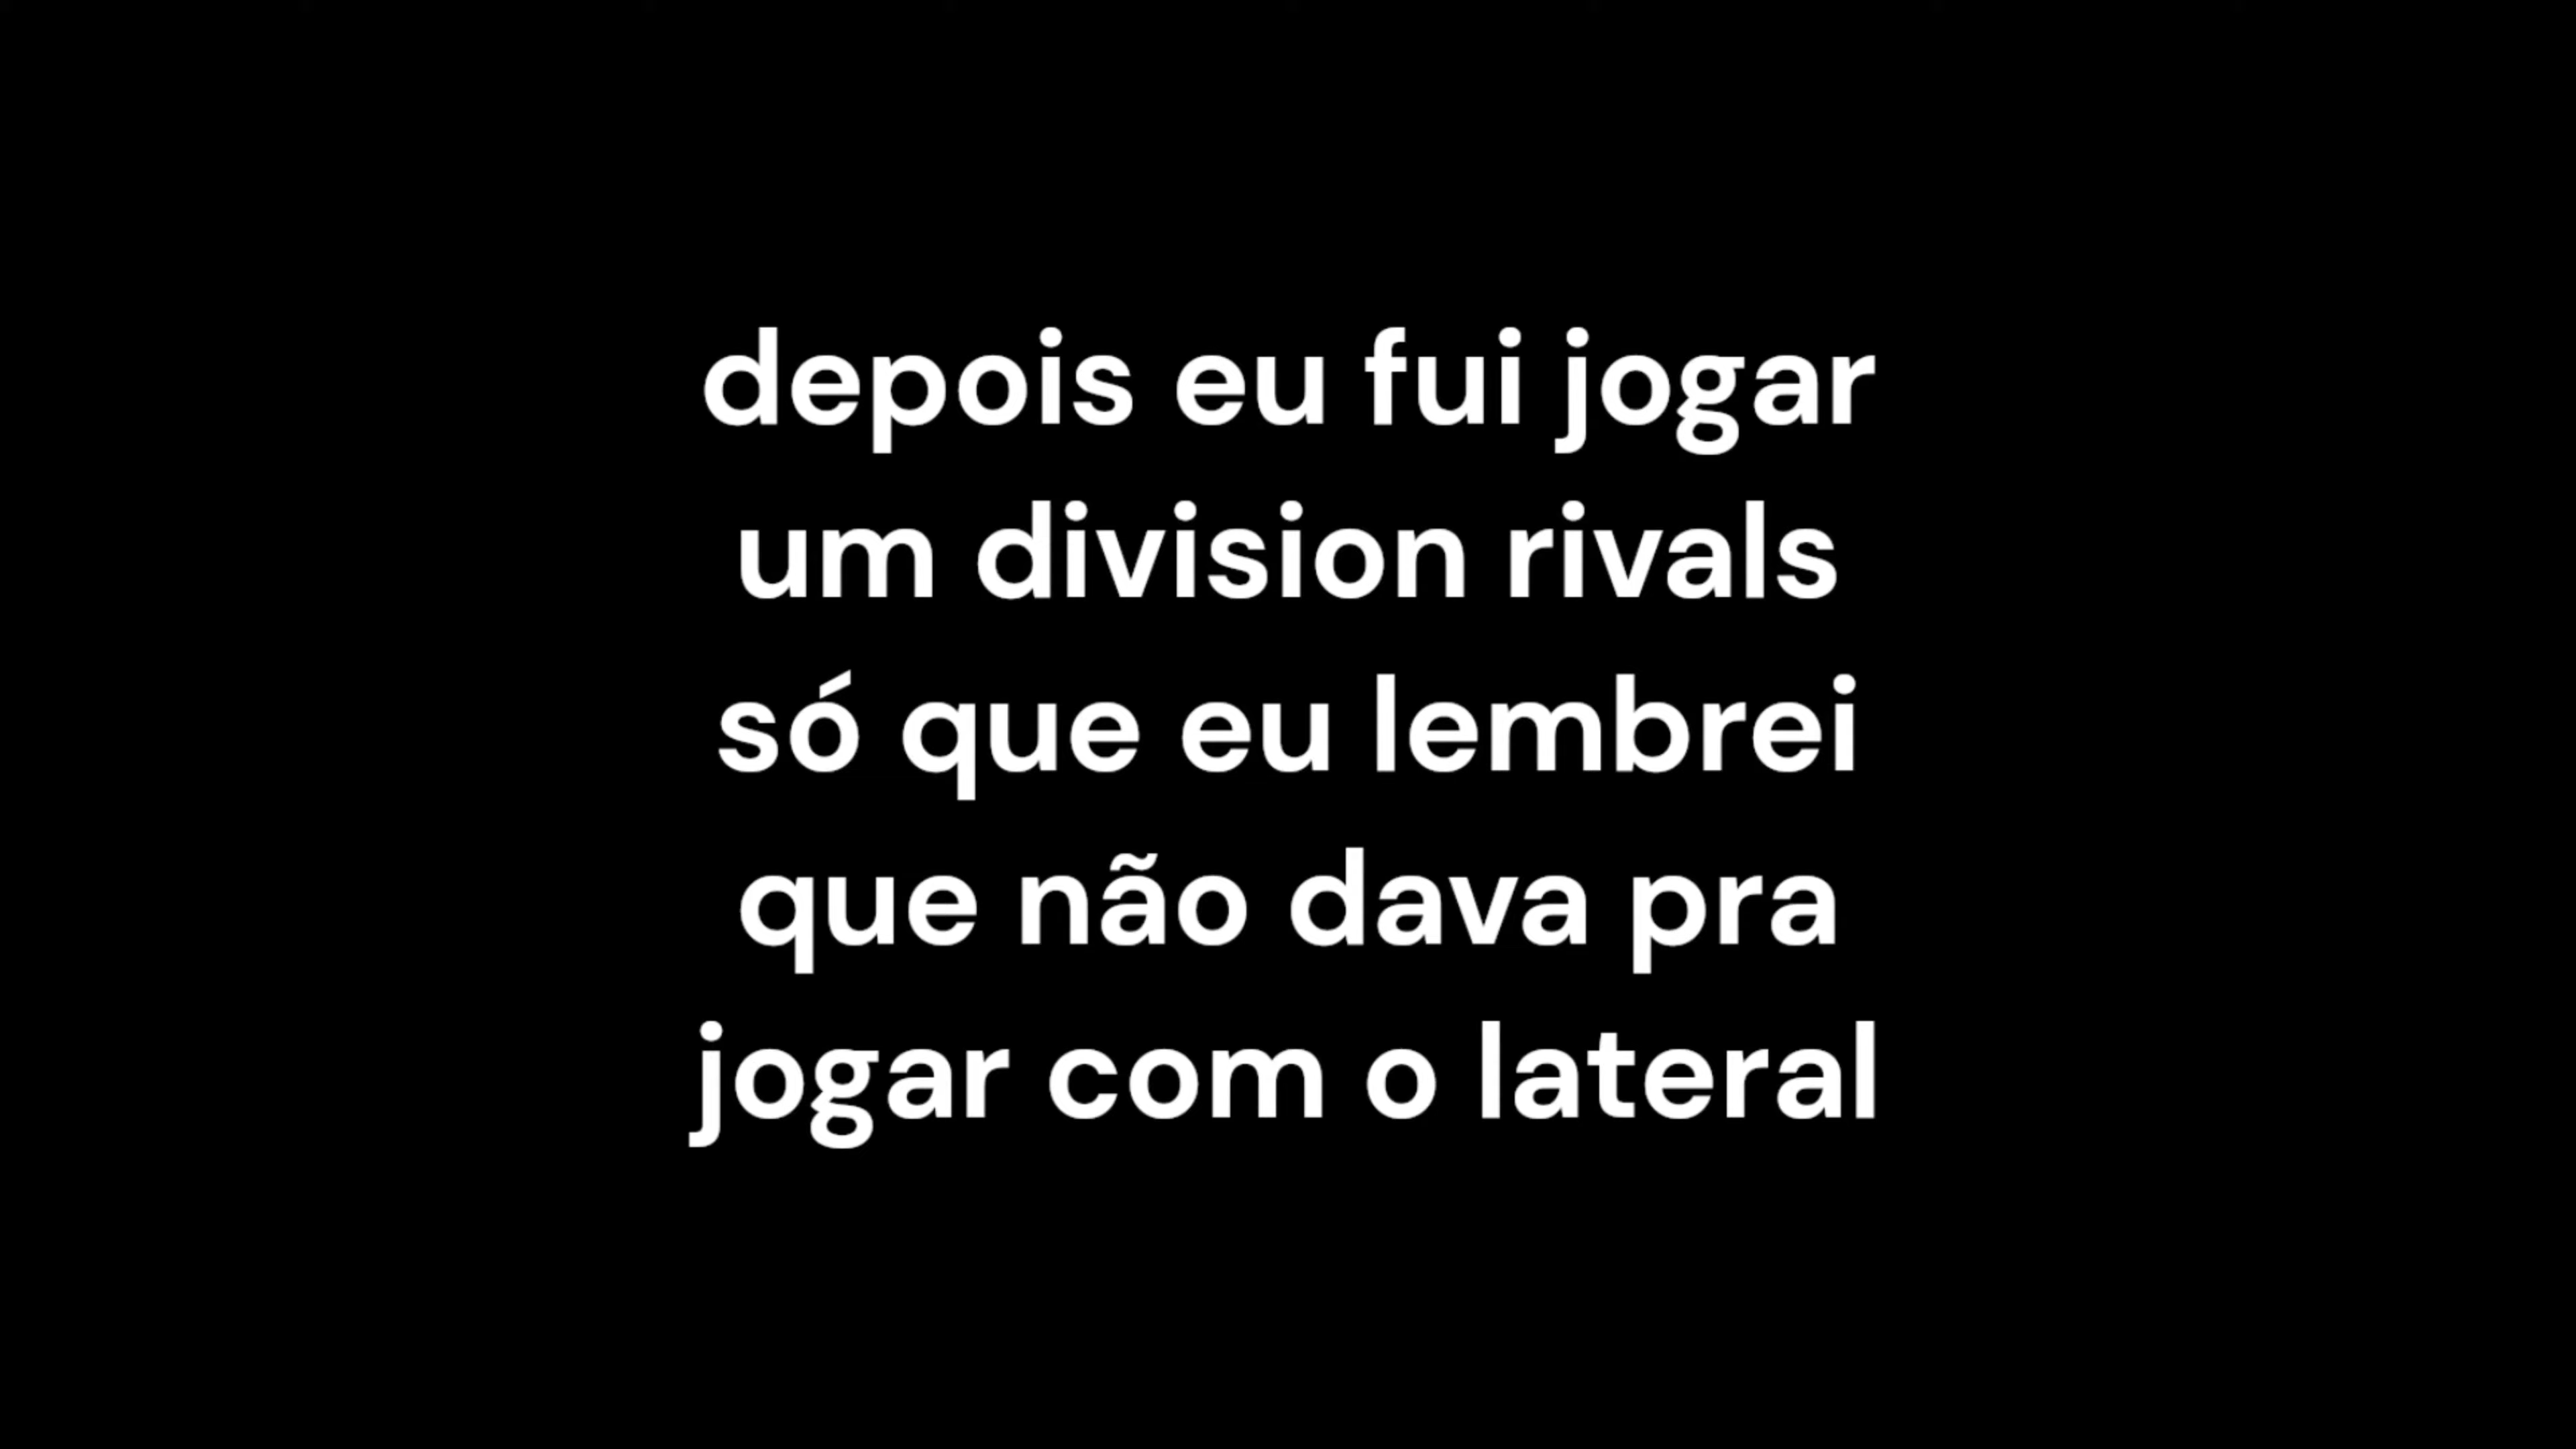 depois eu fui jogar
um division rivals
só que eu lembrei
que não dava pra
jogar com o lateral